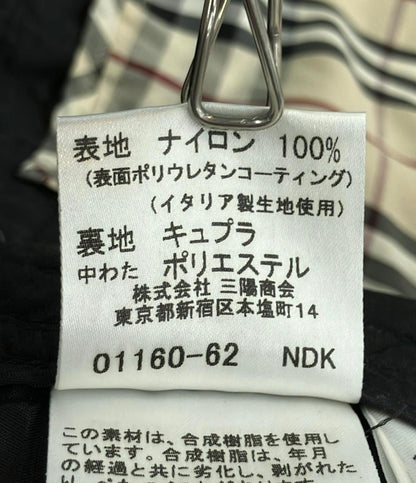 表地 ナイロン 100%
(表面ポリウレタンコーティング)
(イタリア製生地使用)
裏地 キュプラ
中わた ポリエステル
株式会社 三陽商会
東京都新宿区本塩町14
01160-62 NDK
この素材は、合成樹脂を使用し
ています。合成樹脂は、年月
の経過と共に劣化し、剥がれた